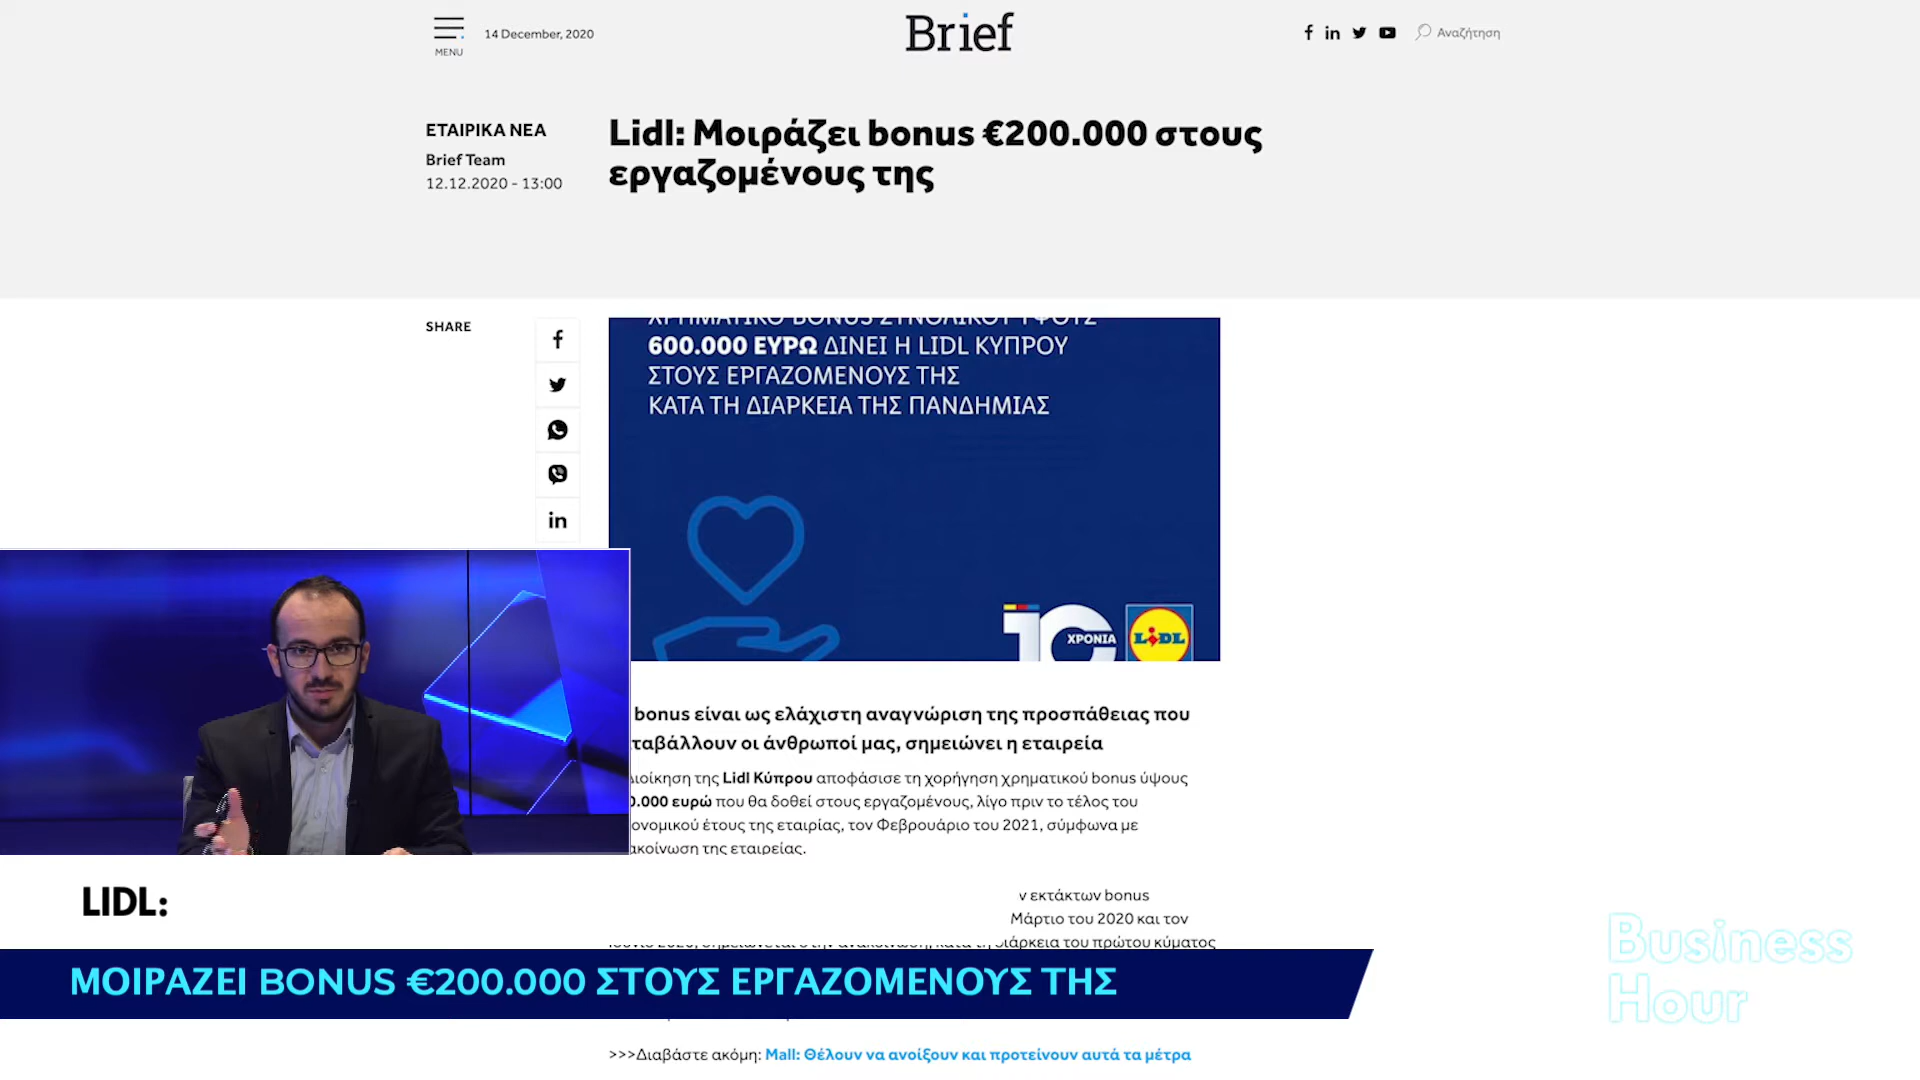 MENU
14 December, 2020
Brief
Αναζήτηση
ΕΤΑΙΡΙΚΑ ΝΕΑ
Brief Team
12.12.2020 - 13:00
Lidl: Μοιράζει bonus €200.000 στους
εργαζομένους της
SHARE
ΧΡΗΜΑΤΙΚΟ BONUS ΣΥΝΟΛΙΚΟΥ ΥΨΟΥΣ
600.000 ΕΥΡΩ ΔΙΝΕΙ Η LIDL ΚΥΠΡΟΥ
ΣΤΟΥΣ ΕΡΓΑΖΟΜΕΝΟΥΣ ΤΗΣ
ΚΑΤΑ ΤΗ ΔΙΑΡΚΕΙΑ ΤΗΣ ΠΑΝΔΗΜΙΑΣ
10 ΧΡΟΝΙΑ
LIDL
bonus είναι ως ελάχιστη αναγνώριση της προσπάθειας που
ταβάλλουν οι άνθρωποί μας, σημειώνει η εταιρεία
ιοίκηση της Lidl Κύπρου αποφάσισε τη χορήγηση χρηματικού bonus ύψους
0.000 ευρώ που θα δοθεί στους εργαζομένους, λίγο πριν το τέλος του
ονομικού έτους της εταιρίας, τον Φεβρουάριο του 2021, σύμφωνα με
ακοίνωση της εταιρείας.
ν εκτάκτων bonus
Μάρτιο του 2020 και τον
διάρκεια του πρώτου κύματος
LIDL:
ΜΟΙΡΑΖΕΙ BONUS €200.000 ΣΤΟΥΣ ΕΡΓΑΖΟΜΕΝΟΥΣ ΤΗΣ
Business
Hour
>>>Διαβάστε ακόμη: Mall: Θέλουν να ανοίξουν και προτείνουν αυτά τα μέτρα